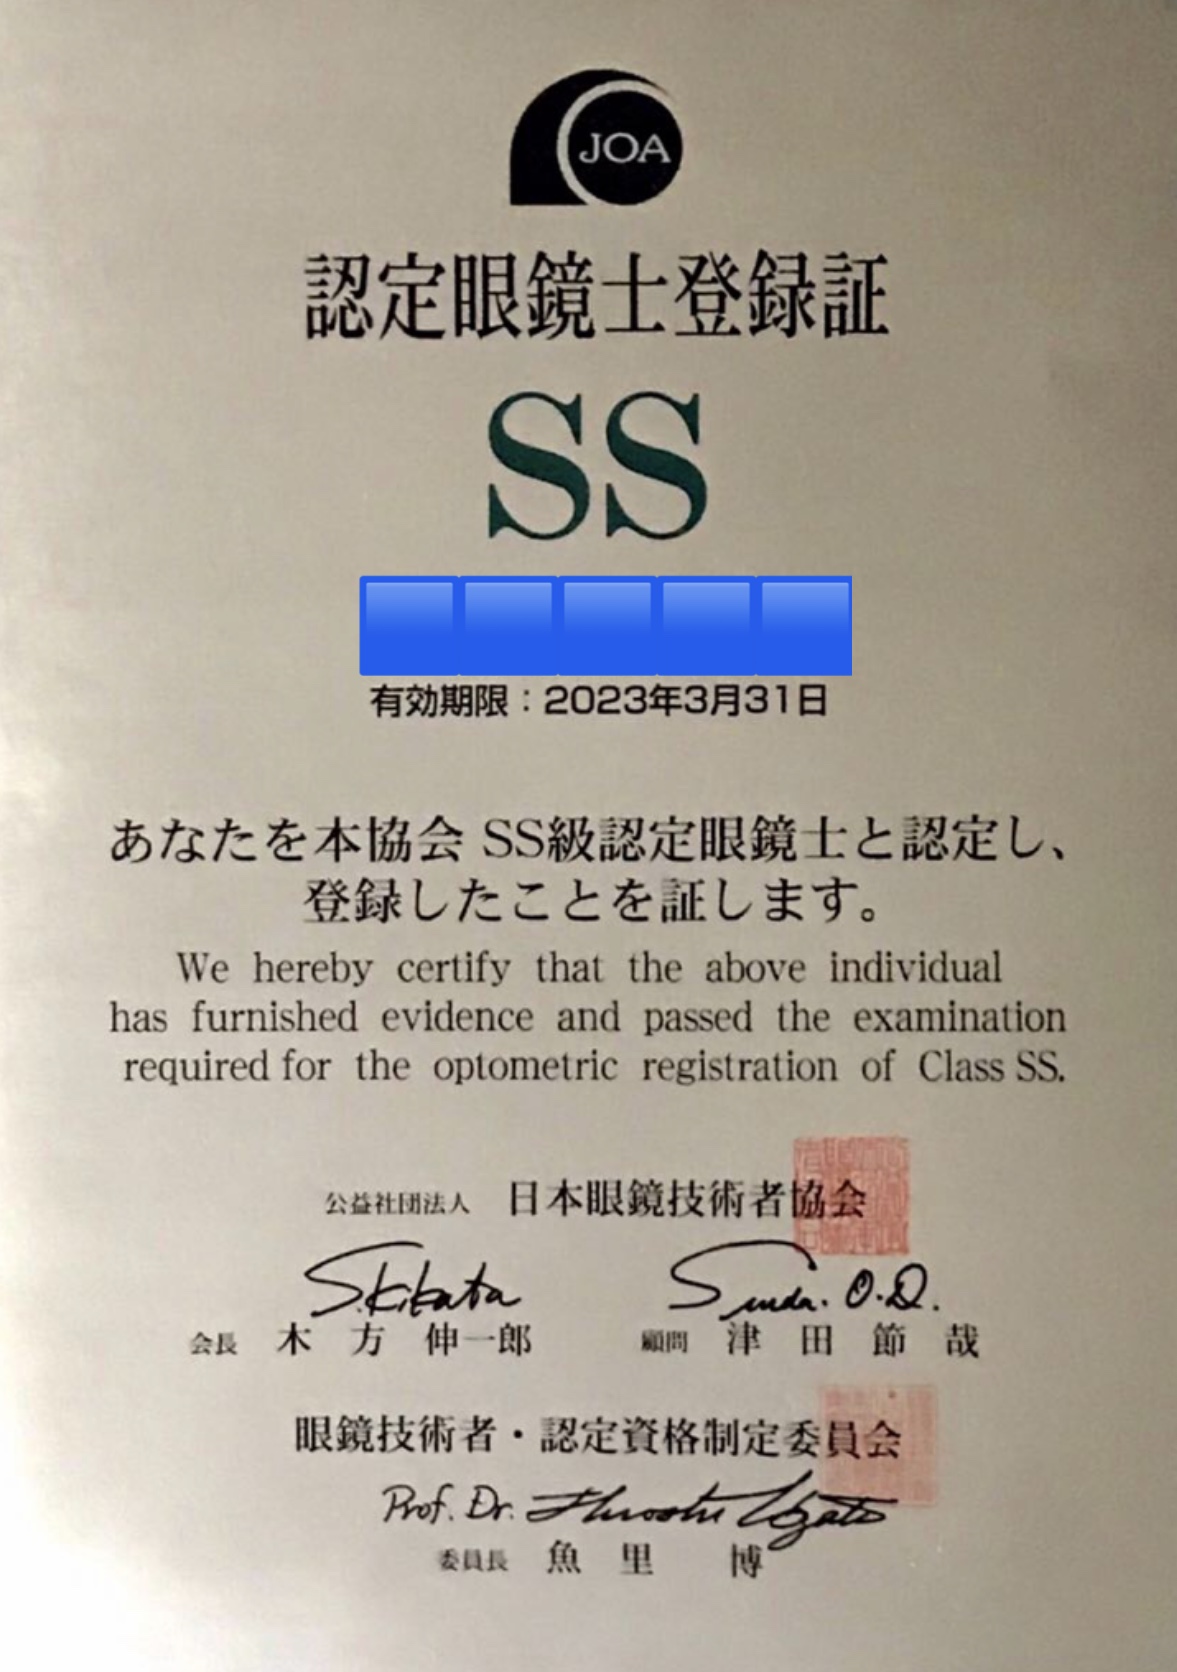 JOA
認定眼鏡士登録証
SS
有効期限：2023年3月31日
あなたを本協会 SS級認定眼鏡士と認定し、
登録したことを証します。
We hereby certify that the above individual
has furnished evidence and passed the examination
required for the optometric registration of Class SS.
公益社団法人 日本眼鏡技術者協会
S.Kibata Suda. O.D.
会長 木方伸一郎 顧問 津田節哉
眼鏡技術者・認定資格制定委員会
Prof. Dr. Hiroshi Uozato
委員長 魚里 博